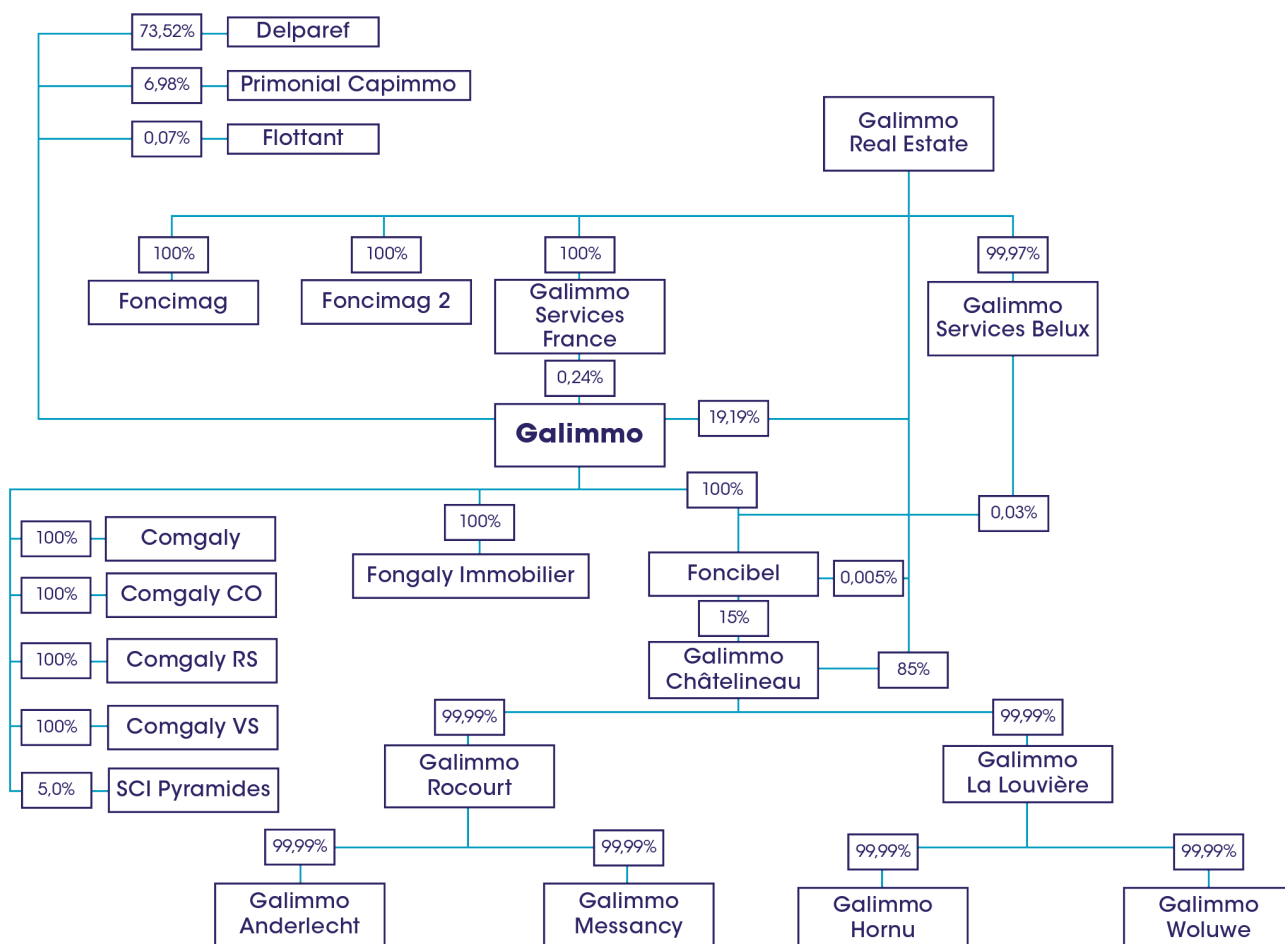 73,52%
Delparef
6,98%
Primonial Capimmo
0,07%
Flottant
Galimmo
Real Estate
100%
100%
100%
99,97%
Foncimag
Foncimag 2
Galimmo
Services
France
Galimmo
Services Belux
0,24%
Galimmo
19,19%
100%
100%
0,03%
100%
Comgaly
Fongaly Immobilier
Foncibel
0,005%
100%
Comgaly CO
15%
100%
Comgaly RS
Galimmo
Châtelineau
85%
100%
Comgaly VS
99,99%
99,99%
Galimmo
Rocourt
Galimmo
La Louvière
5,0%
SCI Pyramides
99,99%
99,99%
99,99%
99,99%
Galimmo
Anderlecht
Galimmo
Messancy
Galimmo
Hornu
Galimmo
Woluwe